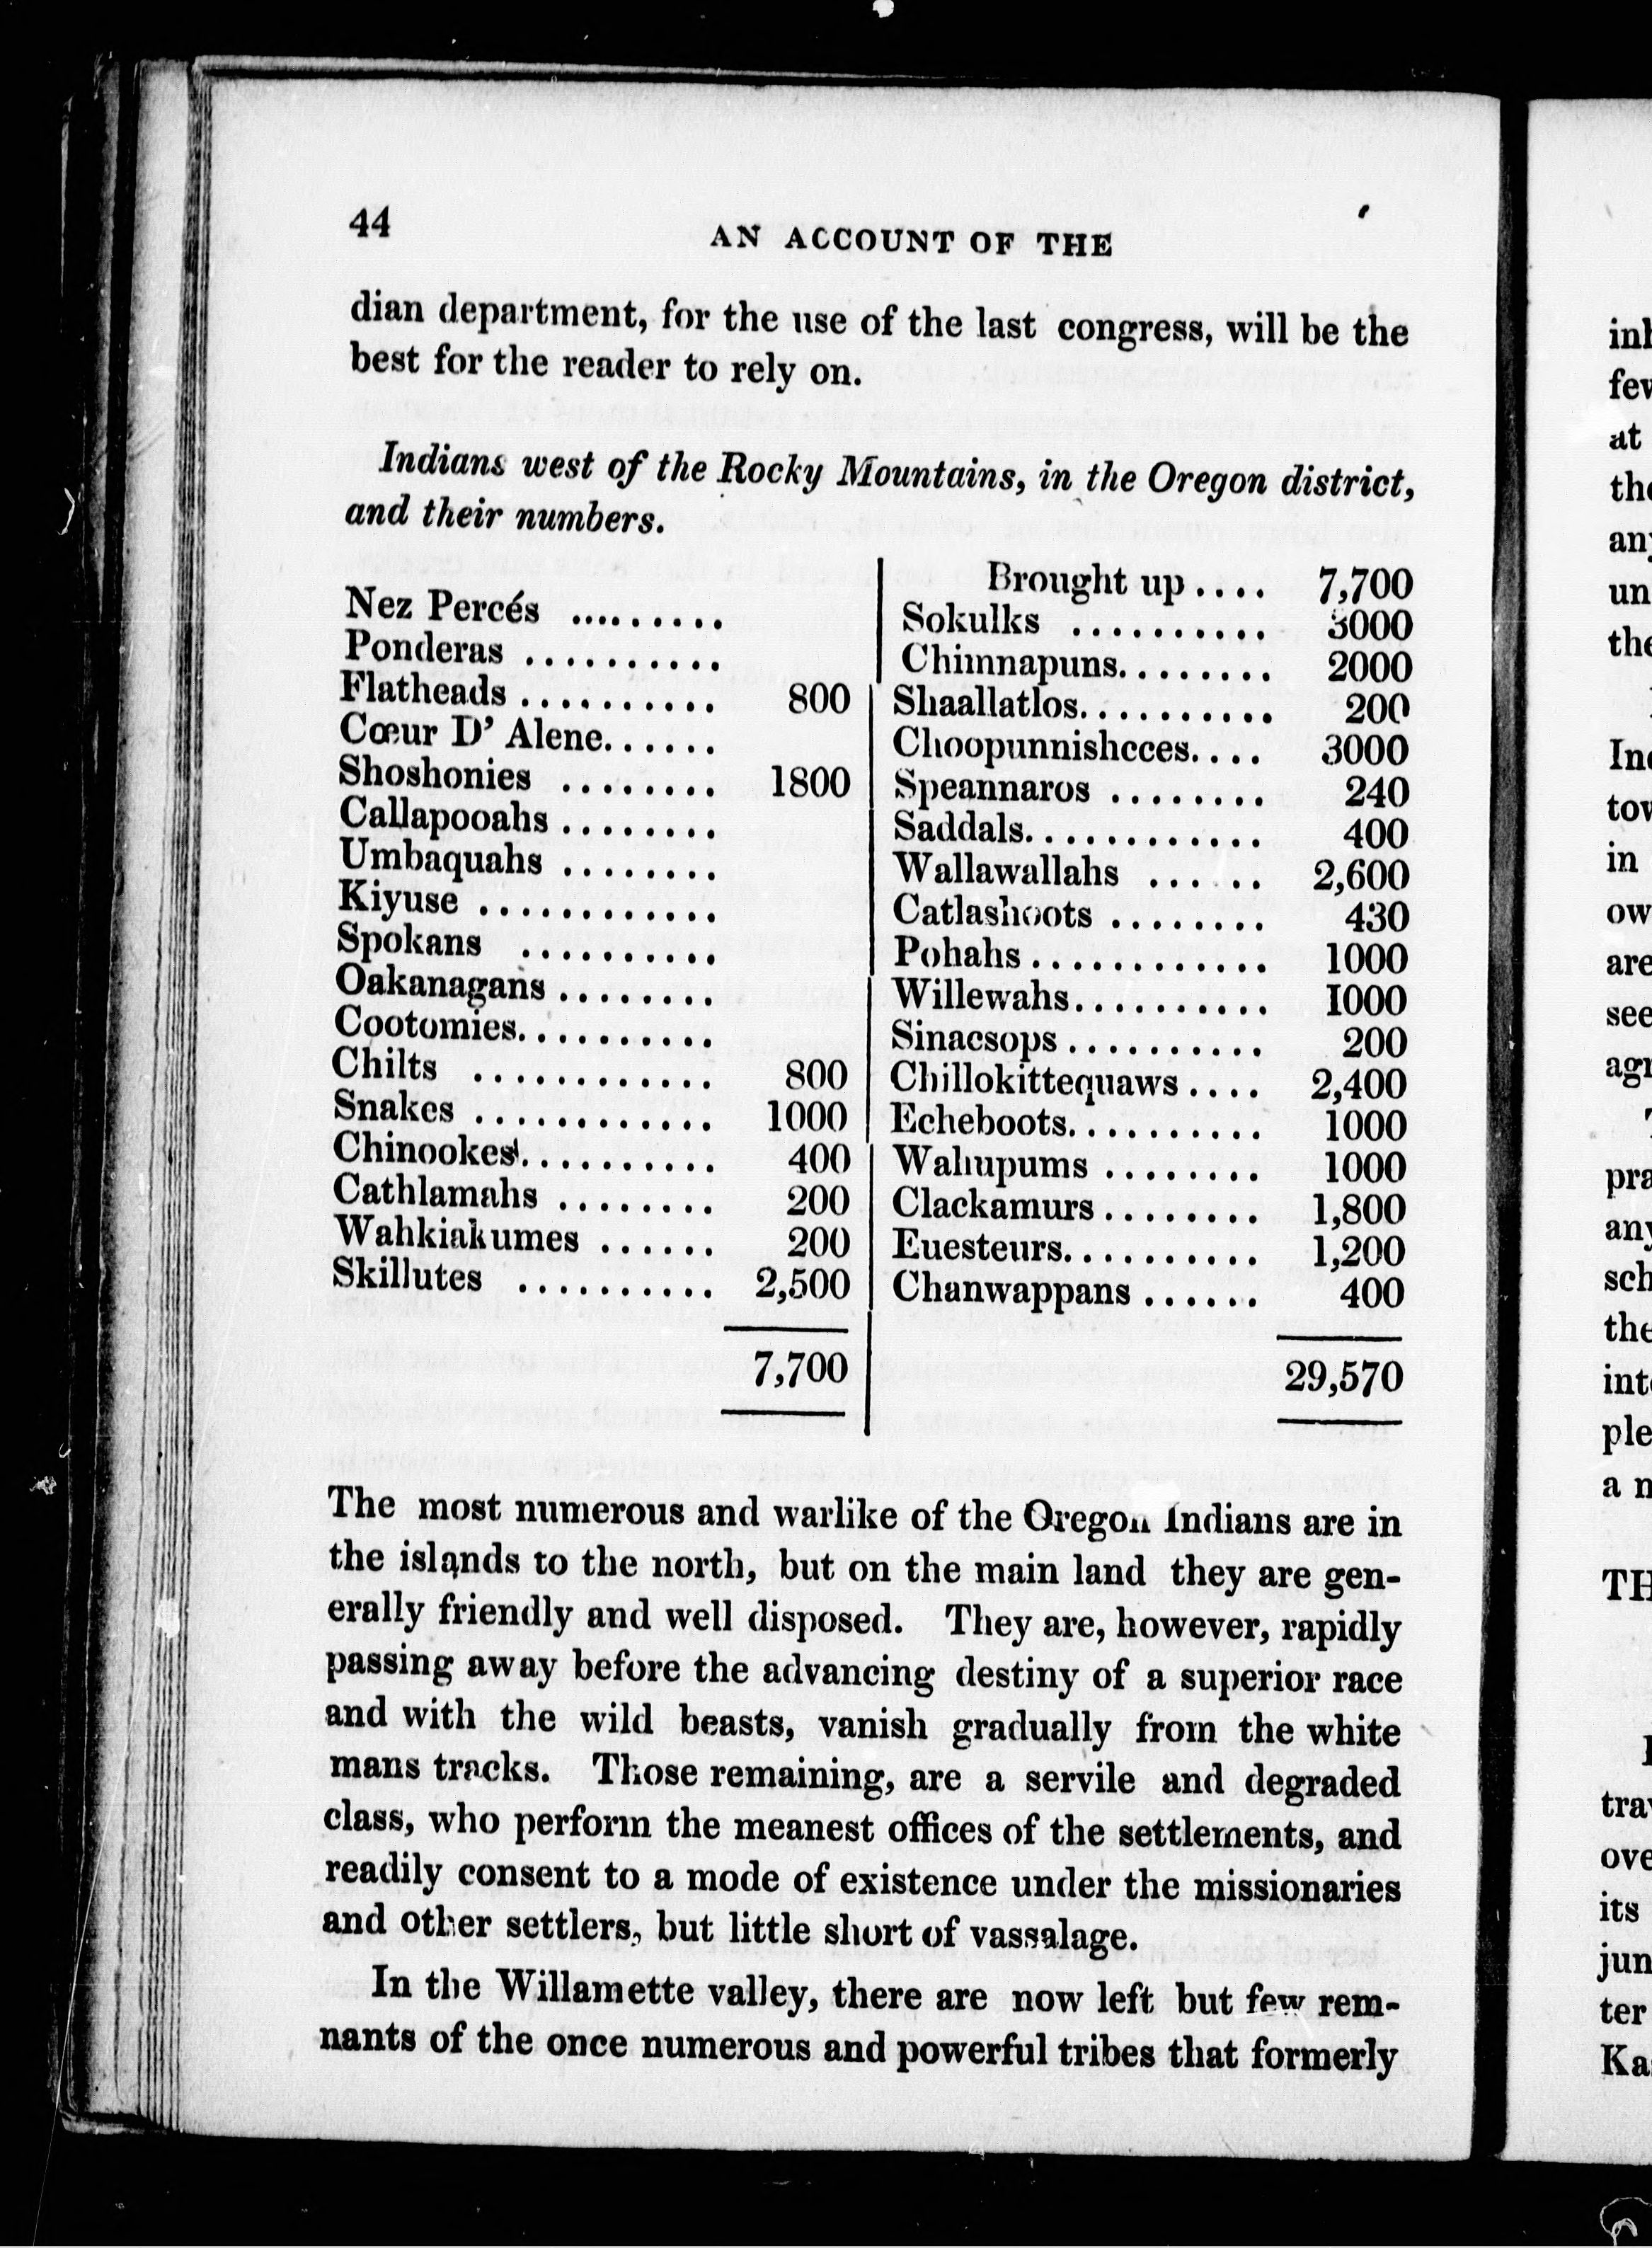 44
AN ACCOUNT OF THE
dian department, for the use of the last congress, will be the
best for the reader to rely on.
Indians west of the Rocky Mountains, in the Oregon district,
and their numbers.
Nez Percés .........
Ponderas ..........
Flatheads .......... 800
Cœur D' Alene......
Shoshonies ........ 1800
Callapooahs ........
Umbaquahs ........
Kiyuse ............
Spokans ..........
Oakanagans ........
Cootomies..........
Chilts ............ 800
Snakes ............ 1000
Chinookes.......... 400
Cathlamahs ........ 200
Wahkiakumes ...... 200
Skillutes .......... 2,500
7,700
Brought up .... 7,700
Sokulks .......... 3000
Chimnapuns........ 2000
Shaallatlos.......... 200
Choopunnishcces.... 3000
Speannaros ........ 240
Saddals............ 400
Wallawallahs ...... 2,600
Catlashoots ........ 430
Pohahs ............ 1000
Willewahs.......... 1000
Sinacsops .......... 200
Chillokittequaws .... 2,400
Echeboots.......... 1000
Wahupums ........ 1000
Clackamurs ........ 1,800
Euesteurs.......... 1,200
Chanwappans ...... 400
29,570
The most numerous and warlike of the Oregon Indians are in
the islands to the north, but on the main land they are gen-
erally friendly and well disposed. They are, however, rapidly
passing away before the advancing destiny of a superior race
and with the wild beasts, vanish gradually from the white
mans tracks. Those remaining, are a servile and degraded
class, who perform the meanest offices of the settlements, and
readily consent to a mode of existence under the missionaries
and other settlers, but little short of vassalage.
In the Willamette valley, there are now left but few rem-
nants of the once numerous and powerful tribes that formerly